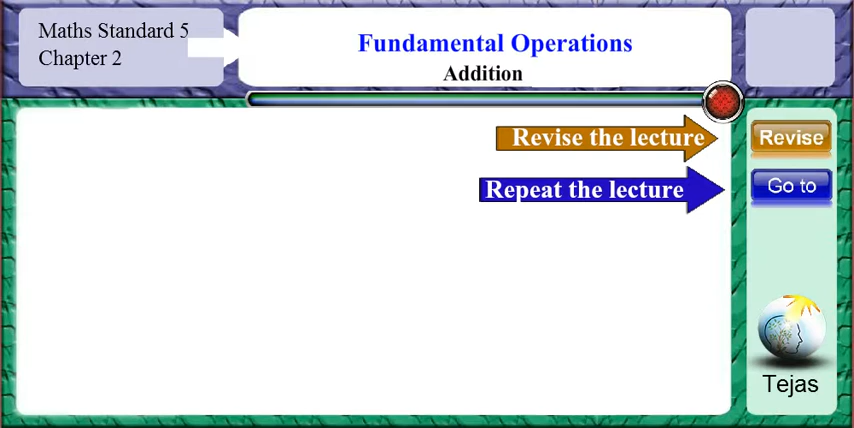 Maths Standard 5
Chapter 2
Fundamental Operations
Addition
Revise the lecture
Revise
Repeat the lecture
Go to
Tejas